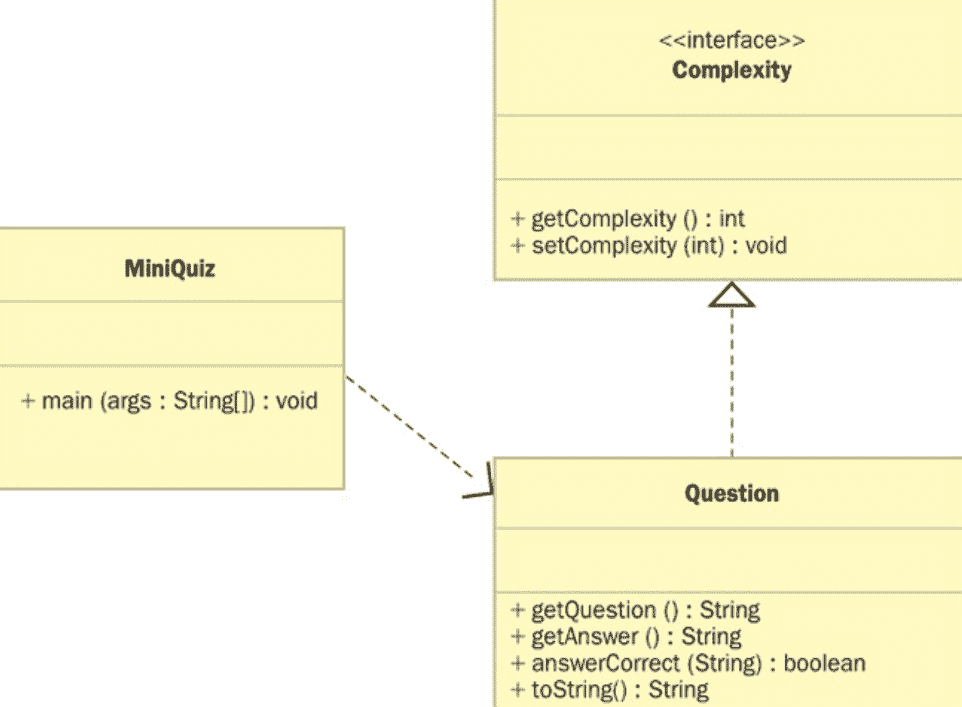 <<interface>>
Complexity
+ getComplexity () : int
+ setComplexity (int) : void
MiniQuiz
+ main (args : String[]) : void
Question
+ getQuestion () : String
+ getAnswer () : String
+ answerCorrect (String) : boolean
+ toString() : String